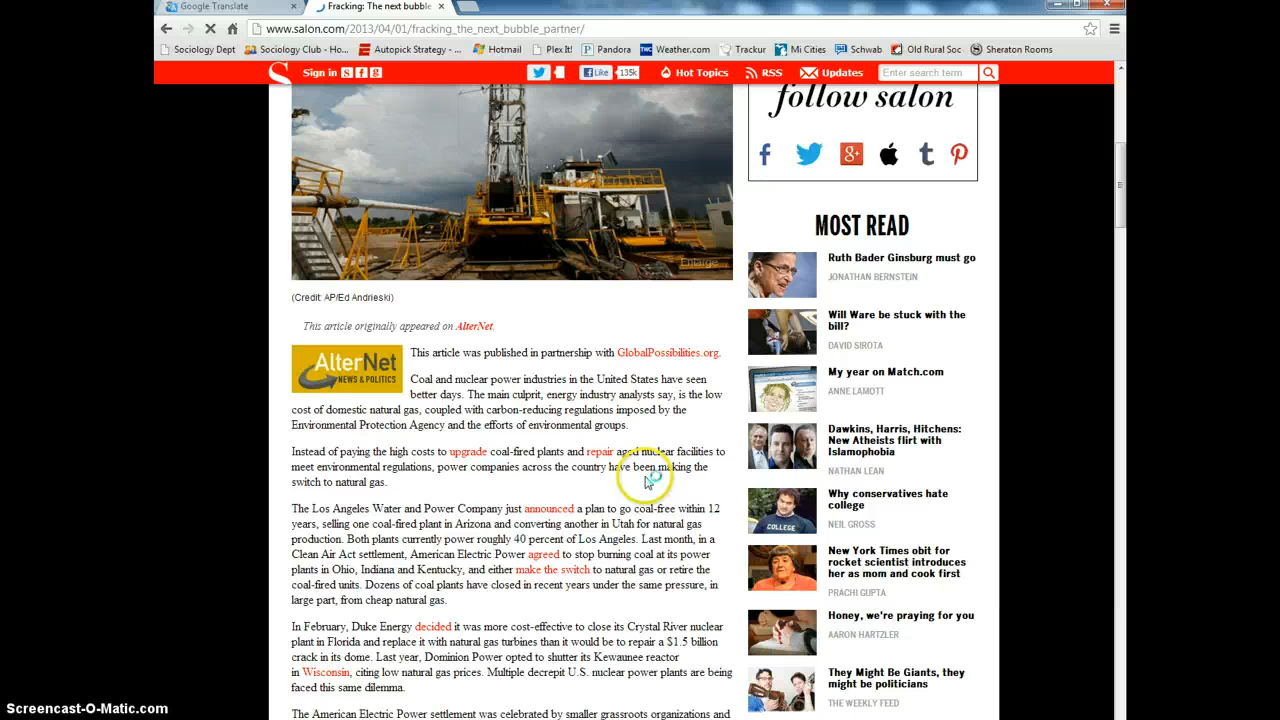 Google Translate
Fracking: The next bubble
www.salon.com/2013/04/01/fracking_the_next_bubble_partner/
Sociology Dept
Sociology Club - Ho...
Autopick Strategy - ...
Hotmail
Plex It!
Pandora
Weather.com
Trackur
Mi Cities
Schwab
Old Rural Soc
Sheraton Rooms
Sign in
Like
135k
Hot Topics
RSS
Updates
Enter search term
follow salon
Enlarge
(Credit: AP/Ed Andrieski)
This article originally appeared on AlterNet.
AlterNet
NEWS & POLITICS
This article was published in partnership with GlobalPossibilities.org.
Coal and nuclear power industries in the United States have seen
better days. The main culprit, energy industry analysts say, is the low
cost of domestic natural gas, coupled with carbon-reducing regulations imposed by the
Environmental Protection Agency and the efforts of environmental groups.
Instead of paying the high costs to upgrade coal-fired plants and repair aged nuclear facilities to
meet environmental regulations, power companies across the country have been making the
switch to natural gas.
The Los Angeles Water and Power Company just announced a plan to go coal-free within 12
years, selling one coal-fired plant in Arizona and converting another in Utah for natural gas
production. Both plants currently power roughly 40 percent of Los Angeles. Last month, in a
Clean Air Act settlement, American Electric Power agreed to stop burning coal at its power
plants in Ohio, Indiana and Kentucky, and either make the switch to natural gas or retire the
coal-fired units. Dozens of coal plants have closed in recent years under the same pressure, in
large part, from cheap natural gas.
In February, Duke Energy decided it was more cost-effective to close its Crystal River nuclear
plant in Florida and replace it with natural gas turbines than it would be to repair a $1.5 billion
crack in its dome. Last year, Dominion Power opted to shutter its Kewaunee reactor
in Wisconsin, citing low natural gas prices. Multiple decrepit U.S. nuclear power plants are being
faced this same dilemma.
The American Electric Power settlement was celebrated by smaller grassroots organizations and
MOST READ
Ruth Bader Ginsburg must go
JONATHAN BERNSTEIN
Will Ware be stuck with the
bill?
DAVID SIROTA
My year on Match.com
ANNE LAMOTT
Dawkins, Harris, Hitchens:
New Atheists flirt with
Islamophobia
NATHAN LEAN
Why conservatives hate
college
NEIL GROSS
COLLEGE
New York Times obit for
rocket scientist introduces
her as mom and cook first
PRACHI GUPTA
Honey, we're praying for you
AARON HARTZLER
They Might Be Giants, they
might be politicians
THE WEEKLY FEED
Screencast-O-Matic.com